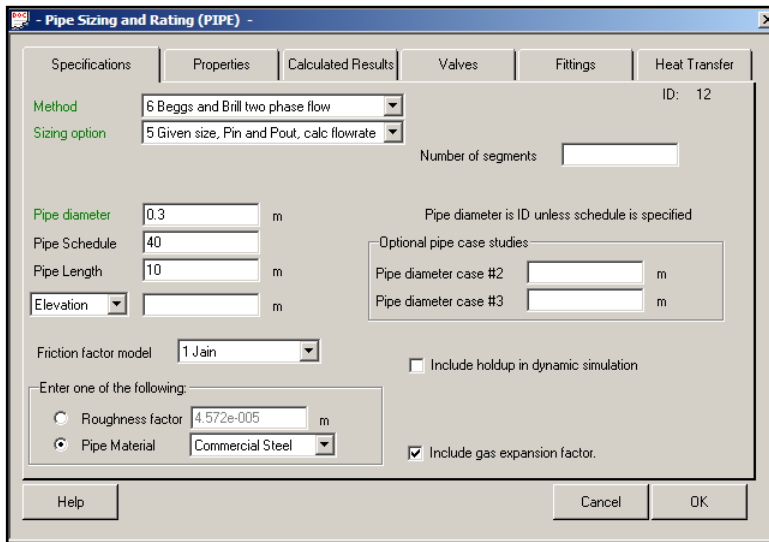 - Pipe Sizing and Rating (PIPE) -
Specifications Properties Calculated Results Valves Fittings Heat Transfer
ID: 12
Method 6 Beggs and Brill two phase flow
Sizing option 5 Given size, Pin and Pout, calc flowrate
Number of segments
Pipe diameter 0.3 m
Pipe diameter is ID unless schedule is specified
Pipe Schedule 40
Optional pipe case studies
Pipe Length 10 m
Pipe diameter case #2 m
Elevation m
Pipe diameter case #3 m
Friction factor model 1 Jain
Include holdup in dynamic simulation
Enter one of the following:
Roughness factor 4.572e-005 m
Pipe Material Commercial Steel
Include gas expansion factor.
Help Cancel OK